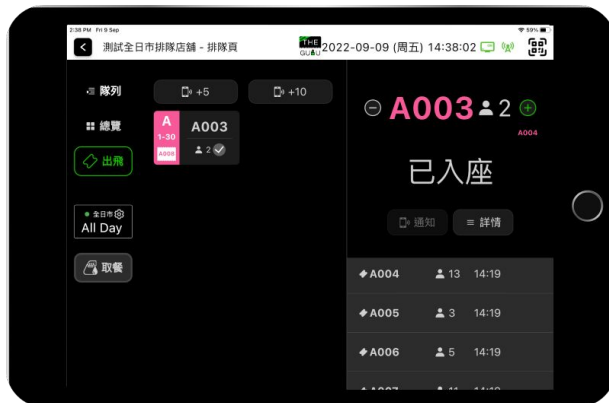 2:38 PM Fri 9 Sep
59%
測試全日市排隊店舖 - 排隊頁
THE GUBU
2022-09-09 (周五) 14:38:02
隊列
+5
+10
總覽
A
1-30
A003
2
出飛
全日市
All Day
取餐
A003 2
A004
已入座
通知
詳情
A004 13 14:19
A005 3 14:19
A006 5 14:19